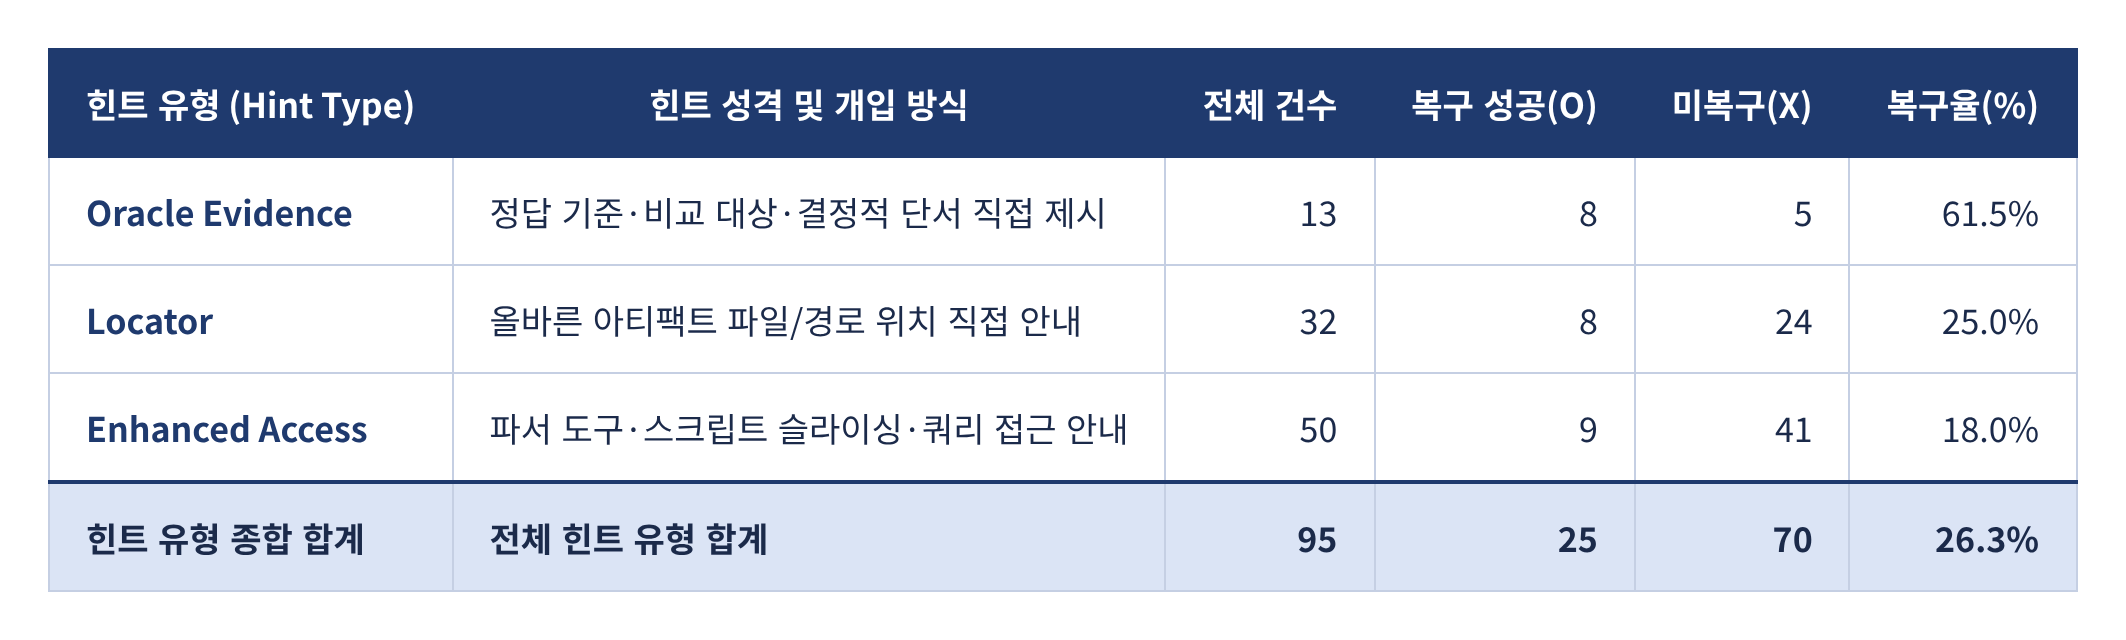 힌트 유형 (Hint Type) 힌트 성격 및 개입 방식 전체 건수 복구 성공(O) 미복구(X) 복구율(%)
Oracle Evidence 정답 기준·비교 대상·결정적 단서 직접 제시 13 8 5 61.5%
Locator 올바른 아티팩트 파일/경로 위치 직접 안내 32 8 24 25.0%
Enhanced Access 파서 도구·스크립트 슬라이싱·쿼리 접근 안내 50 9 41 18.0%
힌트 유형 종합 합계 전체 힌트 유형 합계 95 25 70 26.3%